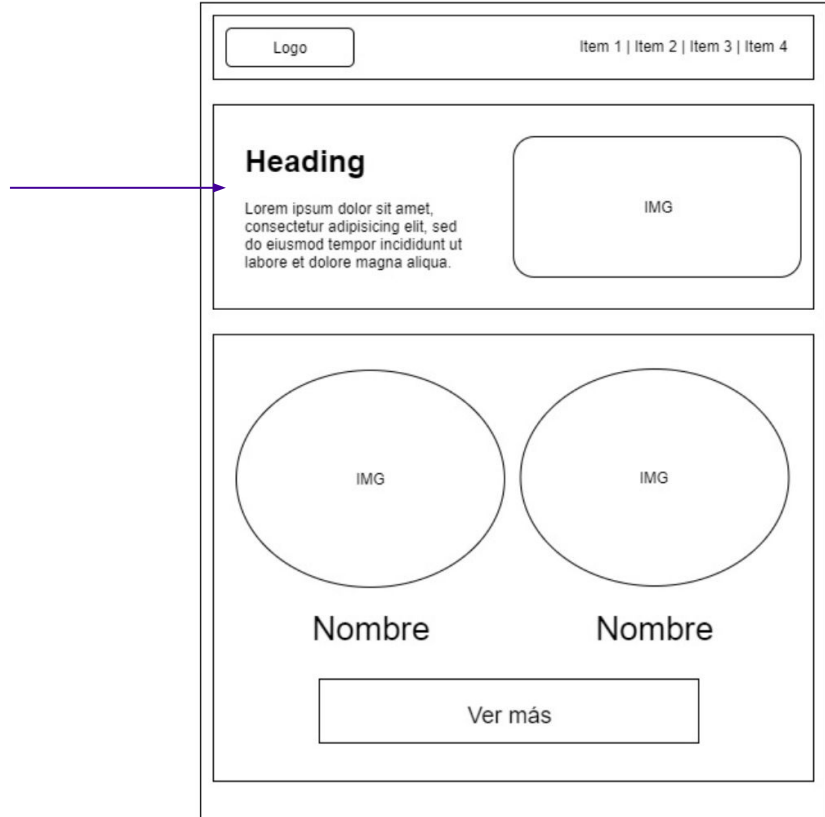 Logo
Item 1 | Item 2 | Item 3 | Item 4
Heading
Lorem ipsum dolor sit amet,
consectetur adipisicing elit, sed
do eiusmod tempor incididunt ut
labore et dolore magna aliqua.
IMG
IMG
IMG
Nombre
Nombre
Ver más